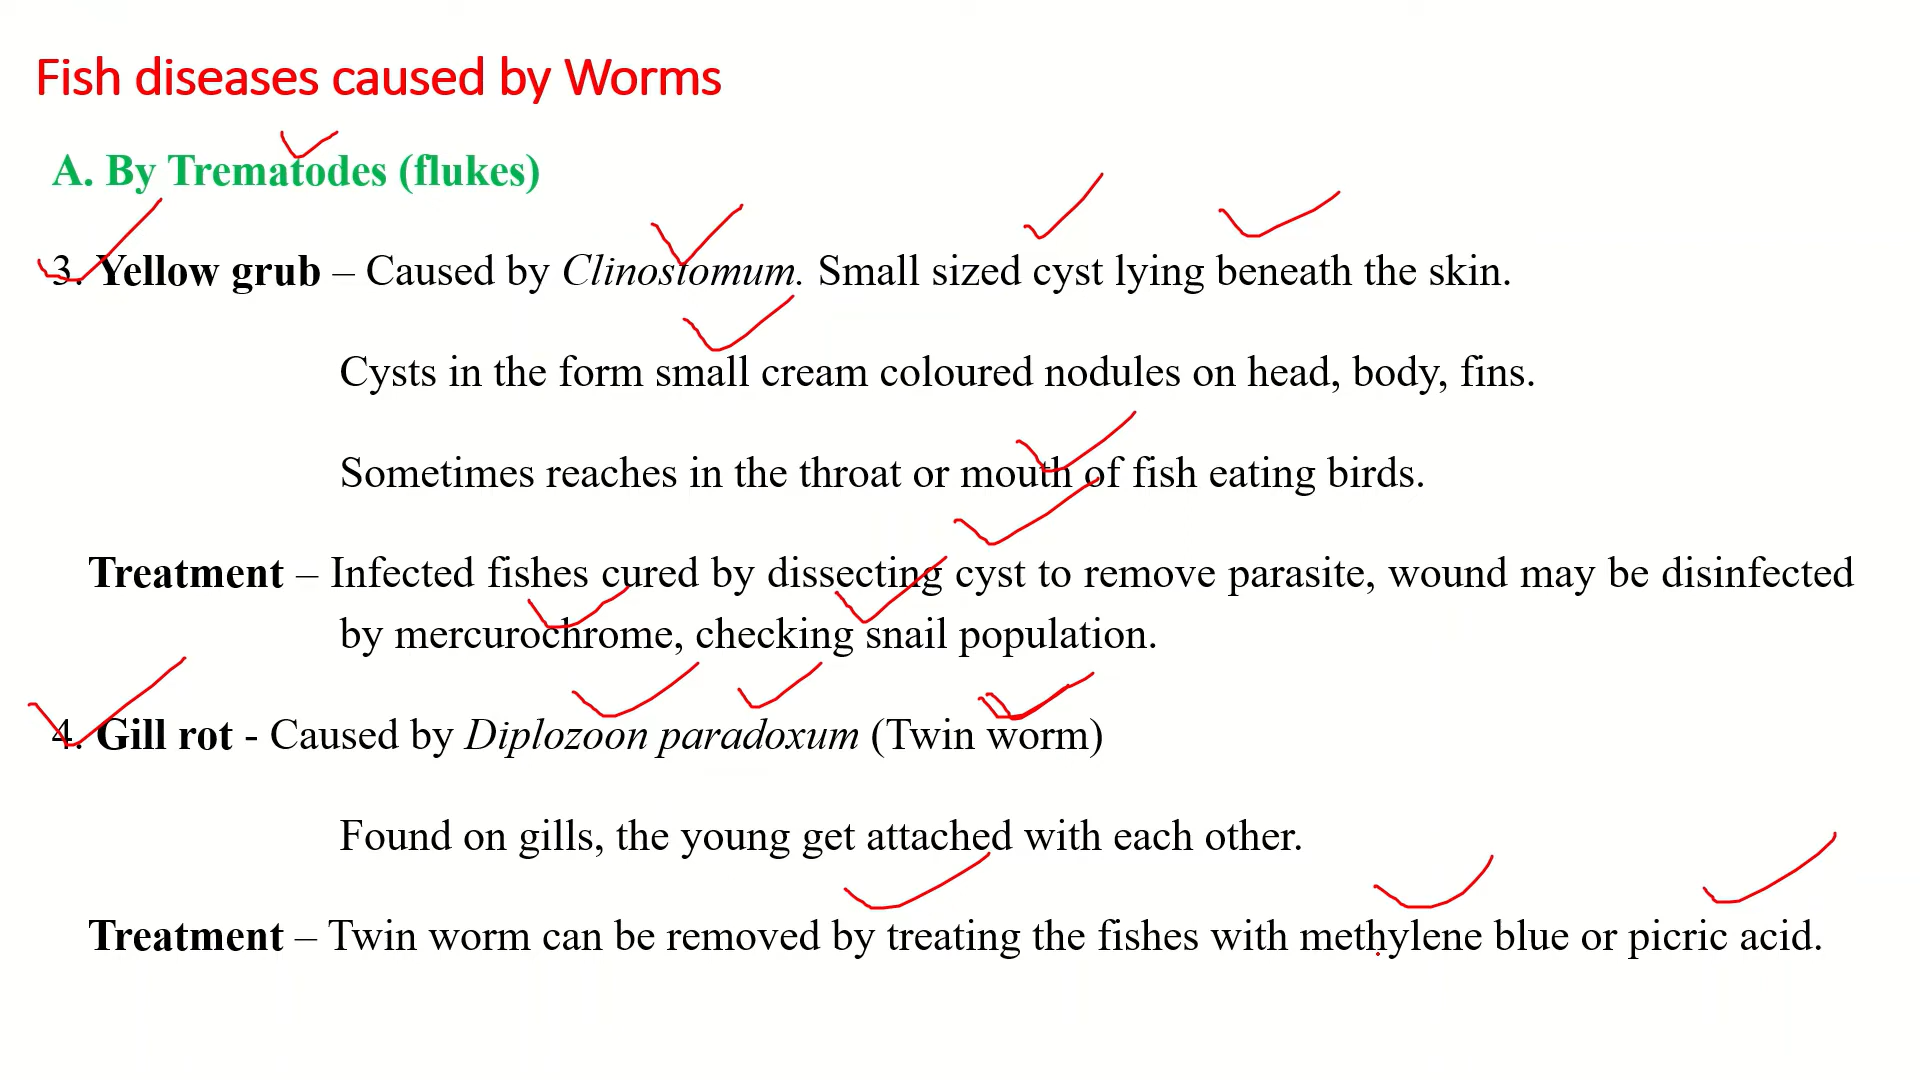 Fish diseases caused by Worms
A. By Trematodes (flukes)
3. Yellow grub – Caused by Clinostomum. Small sized cyst lying beneath the skin.
Cysts in the form small cream coloured nodules on head, body, fins.
Sometimes reaches in the throat or mouth of fish eating birds.
Treatment – Infected fishes cured by dissecting cyst to remove parasite, wound may be disinfected
by mercurochrome, checking snail population.
4. Gill rot - Caused by Diplozoon paradoxum (Twin worm)
Found on gills, the young get attached with each other.
Treatment – Twin worm can be removed by treating the fishes with methylene blue or picric acid.